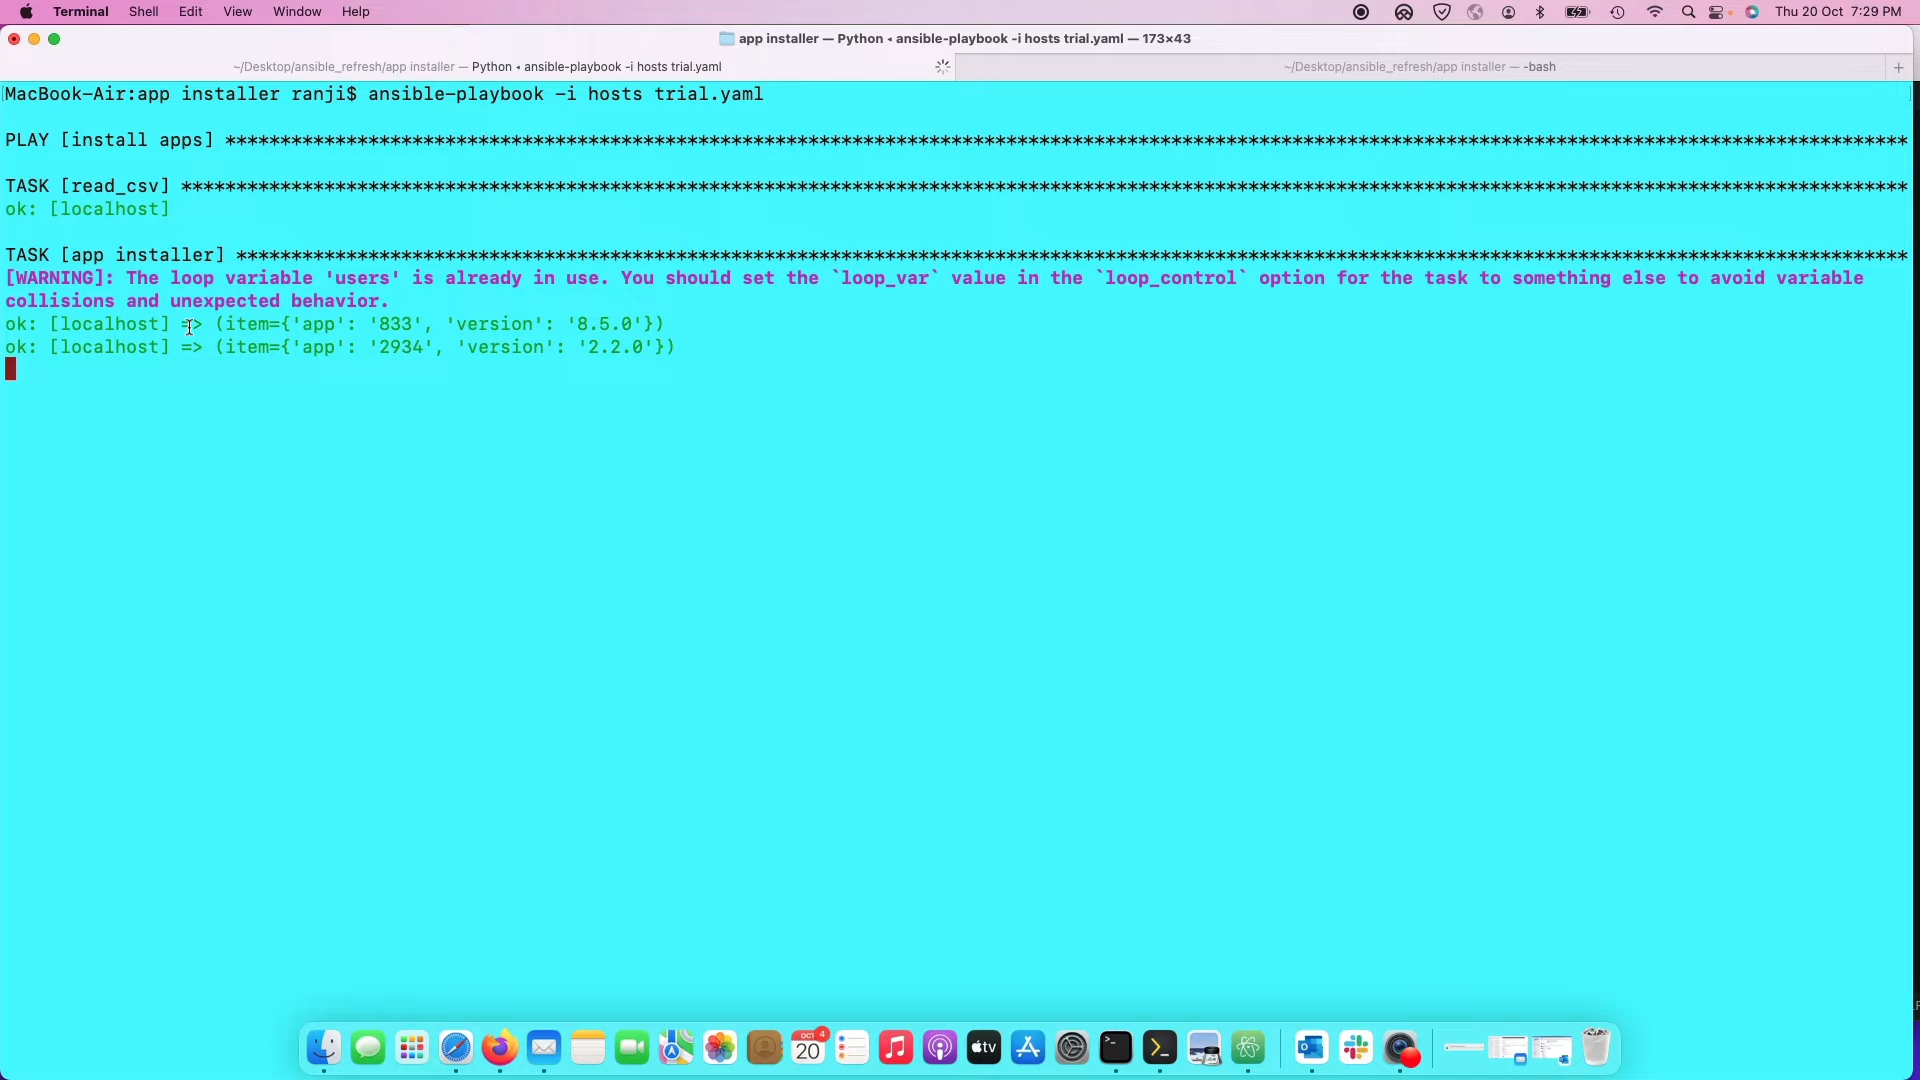 Terminal Shell Edit View Window Help Thu 20 Oct 7:29 PM
app installer — Python ◂ ansible-playbook -i hosts trial.yaml — 173×43
~/Desktop/ansible_refresh/app installer — Python ◂ ansible-playbook -i hosts trial.yaml ~/Desktop/ansible_refresh/app installer — -bash +
MacBook-Air:app installer ranji$ ansible-playbook -i hosts trial.yaml
PLAY [install apps] *********************************************************************************************************************************************************
TASK [read_csv] *************************************************************************************************************************************************************
ok: [localhost]
TASK [app installer] ********************************************************************************************************************************************************
[WARNING]: The loop variable 'users' is already in use. You should set the `loop_var` value in the `loop_control` option for the task to something else to avoid variable
collisions and unexpected behavior.
ok: [localhost] => (item={'app': '833', 'version': '8.5.0'})
ok: [localhost] => (item={'app': '2934', 'version': '2.2.0'})
OCT 4
20
tv